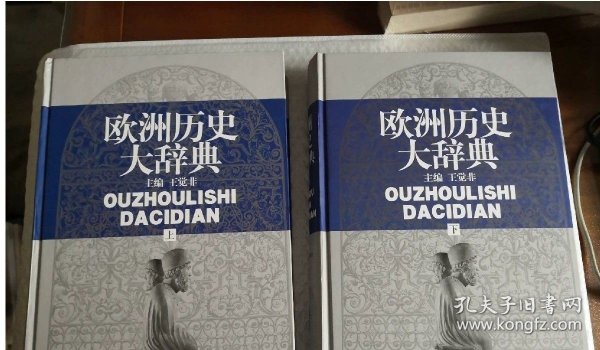 欧洲历史
大辞典
主编 王觉非
OUZHOULISHI
DACIDIAN
上
欧洲历史
大辞典
主编 王觉非
OUZHOULISHI
DACIDIAN
下
孔夫子旧书网
www.kongfz.com